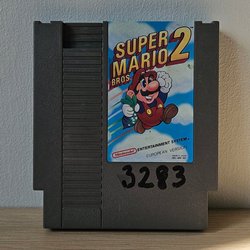 SUPER
MARIO 2
BROS
Nintendo ENTERTAINMENT SYSTEM
EUROPEAN VERSION
3283